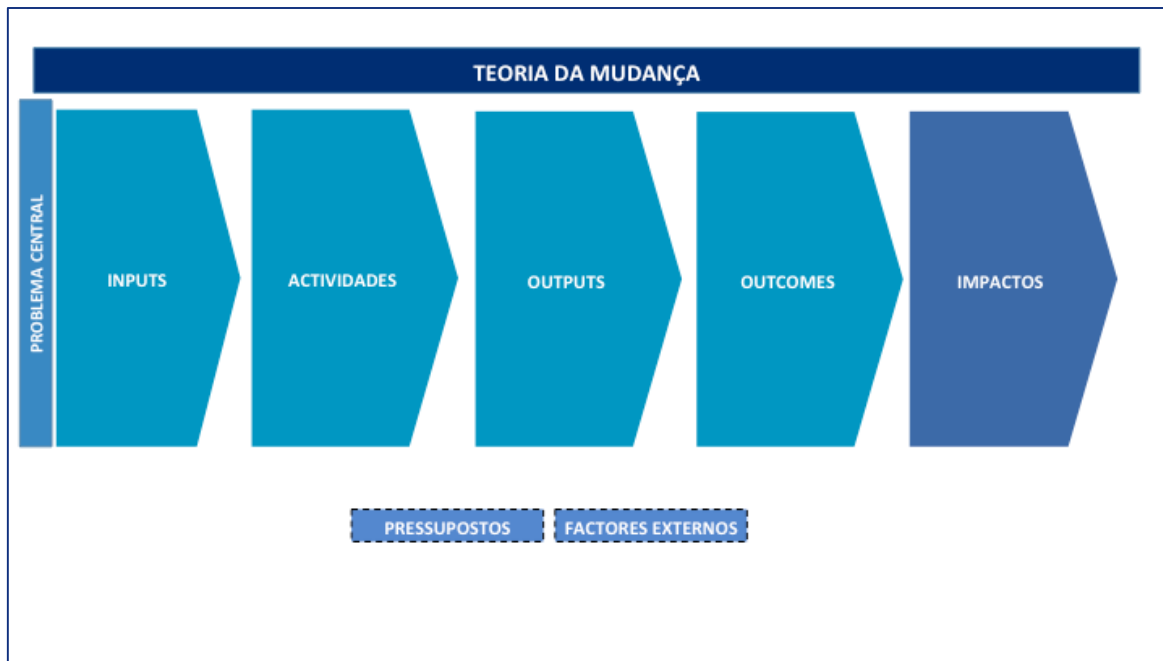 TEORIA DA MUDANÇA
PROBLEMA CENTRAL
INPUTS
ACTIVIDADES
OUTPUTS
OUTCOMES
IMPACTOS
PRESSUPOSTOS
FACTORES EXTERNOS